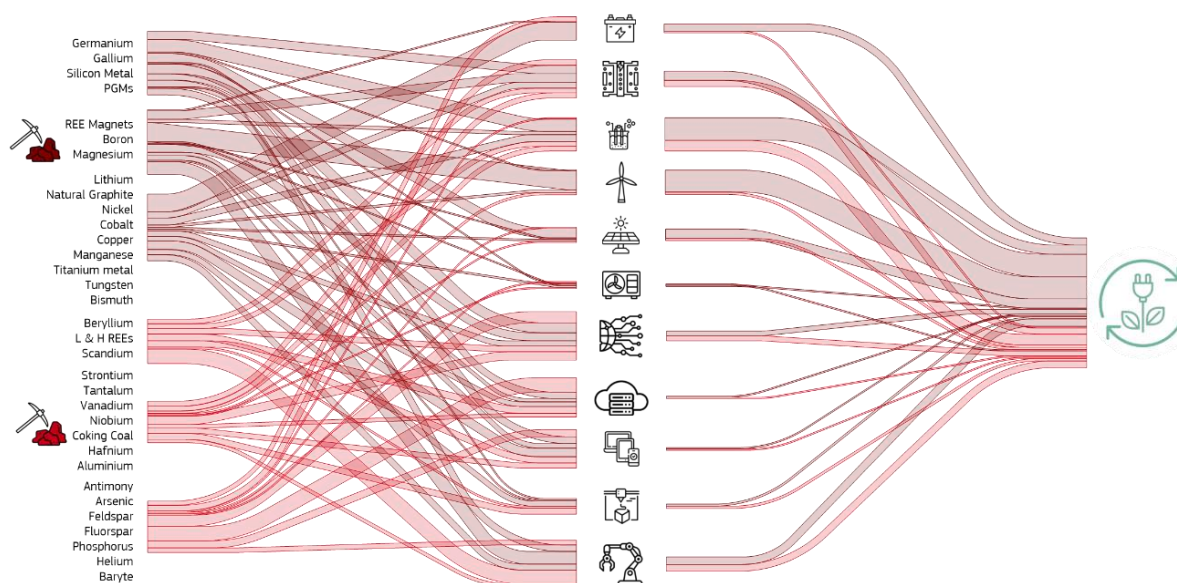 Germanium
Gallium
Silicon Metal
PGMs
REE Magnets
Boron
Magnesium
Lithium
Natural Graphite
Nickel
Cobalt
Copper
Manganese
Titanium metal
Tungsten
Bismuth
Beryllium
L & H REEs
Scandium
Strontium
Tantalum
Vanadium
Niobium
Coking Coal
Hafnium
Aluminium
Antimony
Arsenic
Feldspar
Fluorspar
Phosphorus
Helium
Baryte